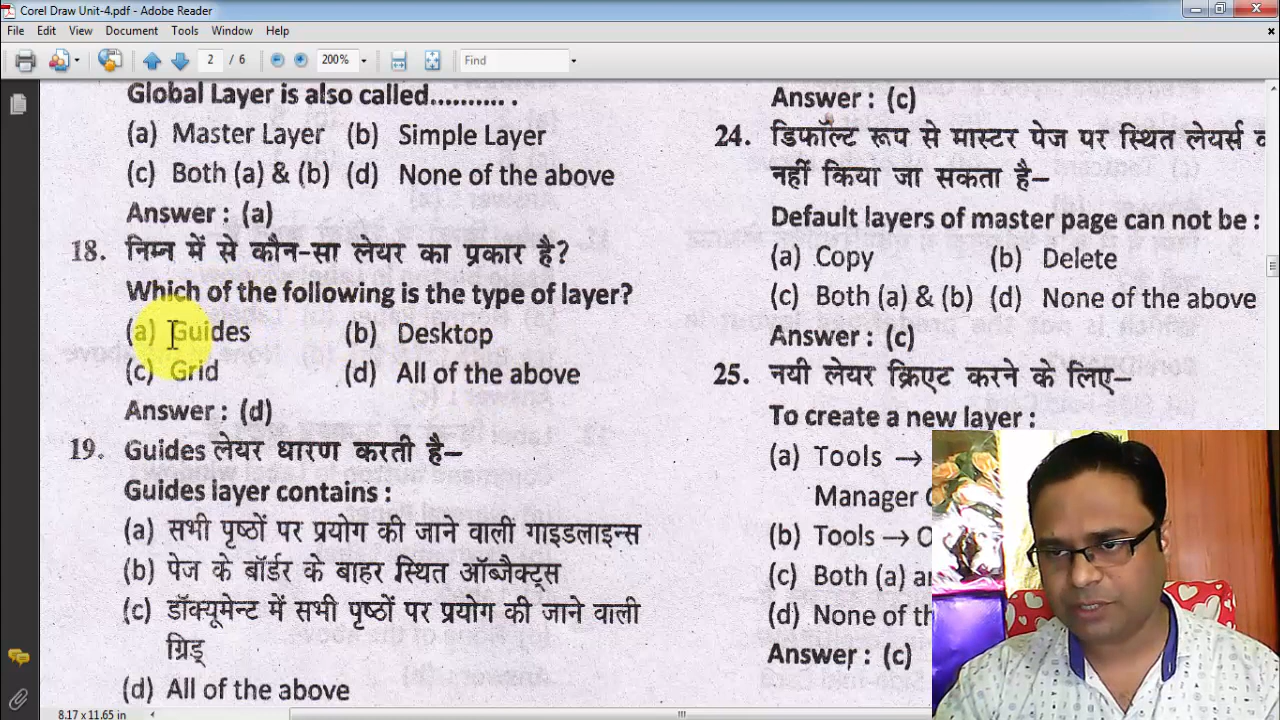 Corel Draw Unit-4.pdf - Adobe Reader
File Edit View Document Tools Window Help
2 / 6 200% Find
Global Layer is also called.......... .
(a) Master Layer (b) Simple Layer
(c) Both (a) & (b) (d) None of the above
Answer : (a)
18. निम्न में से कौन-सा लेयर का प्रकार है?
Which of the following is the type of layer?
(a) Guides (b) Desktop
(c) Grid (d) All of the above
Answer : (d)
19. Guides लेयर धारण करती है–
Guides layer contains :
(a) सभी पृष्ठों पर प्रयोग की जाने वाली गाइडलाइन्स
(b) पेज के बॉर्डर के बाहर स्थित ऑब्जैक्ट्स
(c) डॉक्यूमेन्ट में सभी पृष्ठों पर प्रयोग की जाने वाली
ग्रिड्
(d) All of the above
Answer : (c)
24. डिफॉल्ट रूप से मास्टर पेज पर स्थित लेयर्स
नहीं किया जा सकता है–
Default layers of master page can not be :
(a) Copy (b) Delete
(c) Both (a) & (b) (d) None of the above
Answer : (c)
25. नयी लेयर क्रिएट करने के लिए–
To create a new layer :
(a) Tools →
Manager
(b) Tools → O
(c) Both (a) an
(d) None of th
Answer : (c)
8.17 x 11.65 in